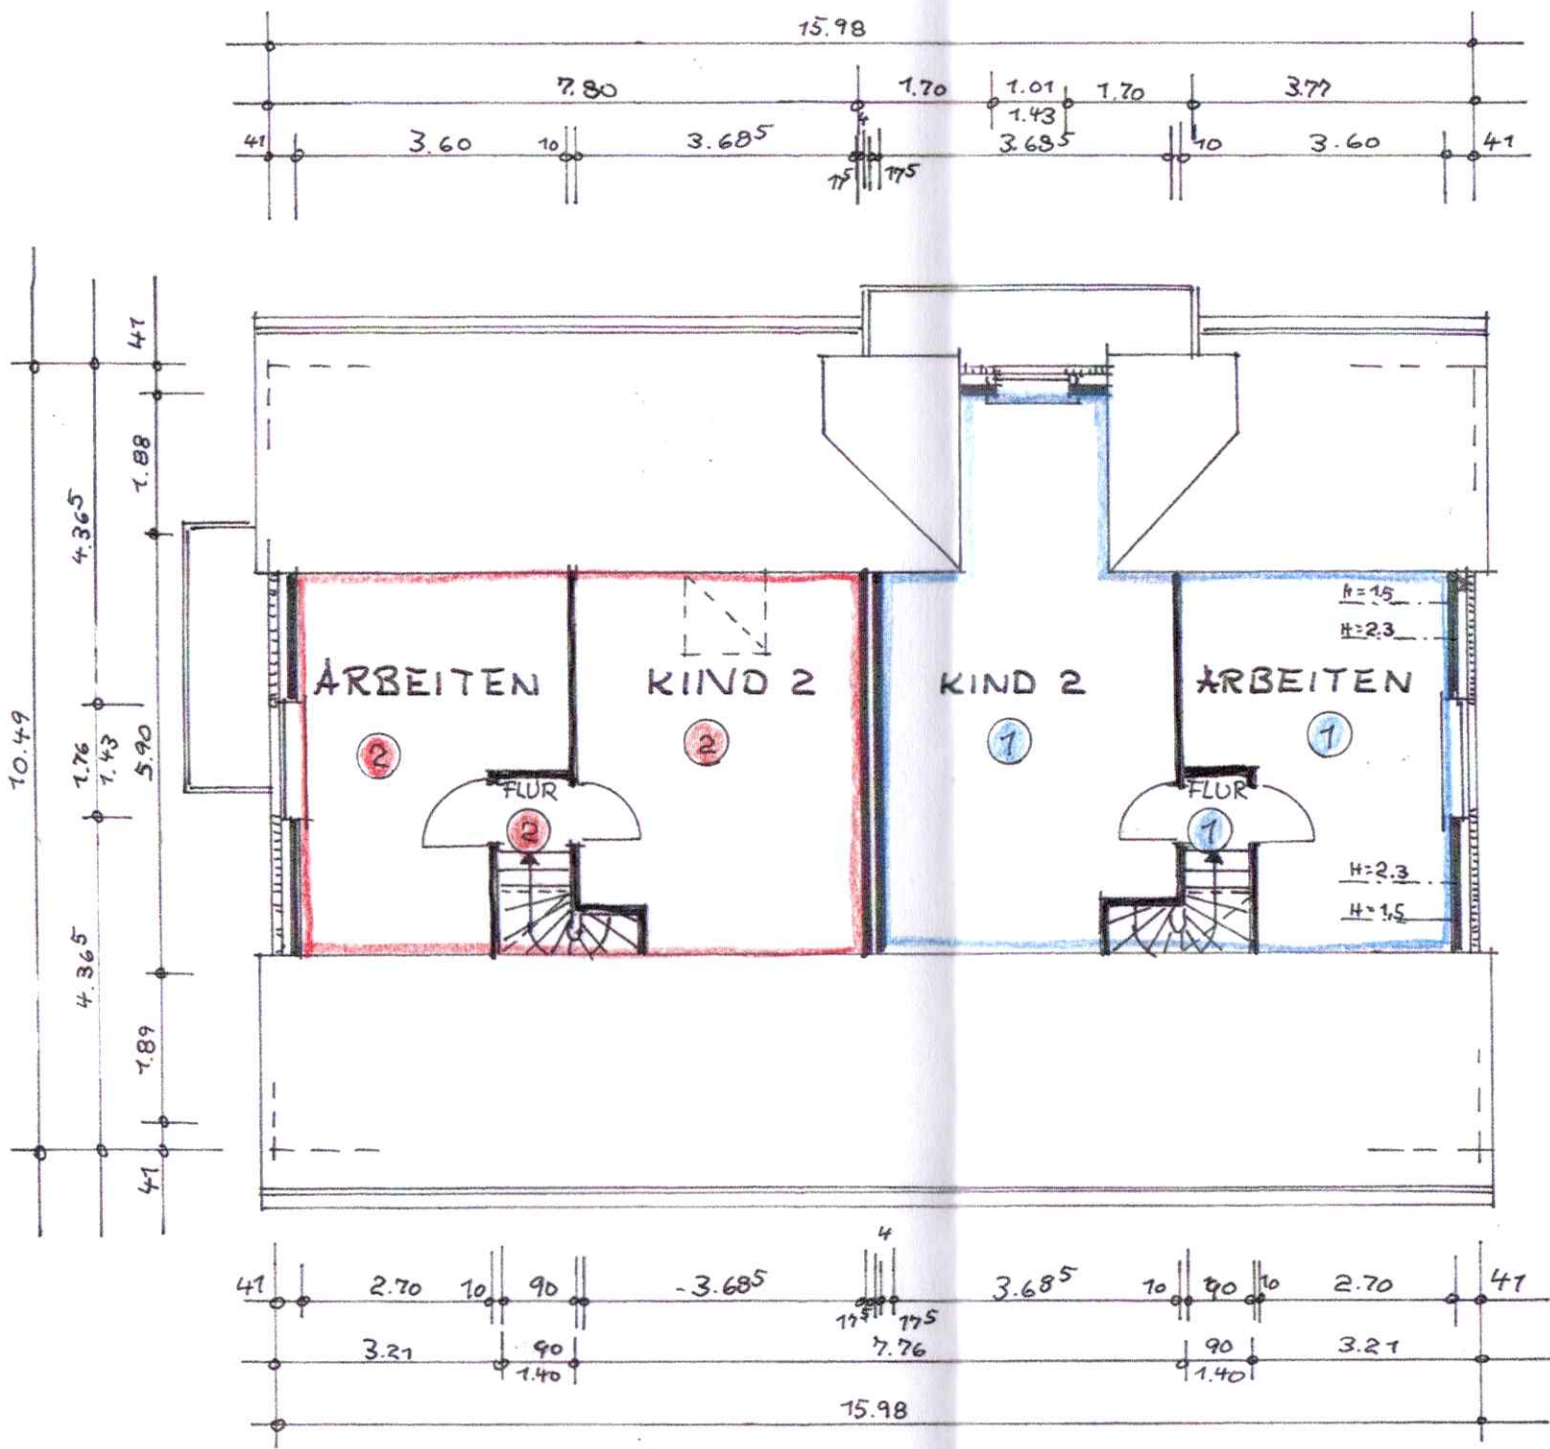 15.98
7.80 1.70 1.01 1.70 3.77
1.43
41 3.60 10 3.68⁵ 4 3.68⁵ 10 3.60 41
17⁵ 17⁵
41
1.88
4.36⁵
10.49
1.76
1.43
5.90
4.365
1.89
41
H=1.5
H=2.3
ARBEITEN KIIND 2 KIND 2 ARBEITEN
2 2 1 1
FLUR FLUR
2 1
H=2.3
H=1,5
4
41 2.70 10 90 -3.68⁵ 3.68⁵ 10 90 10 2.70 41
17⁵ 17⁵
3.21 90 7.76 90 3.21
1.40 1.40
15.98